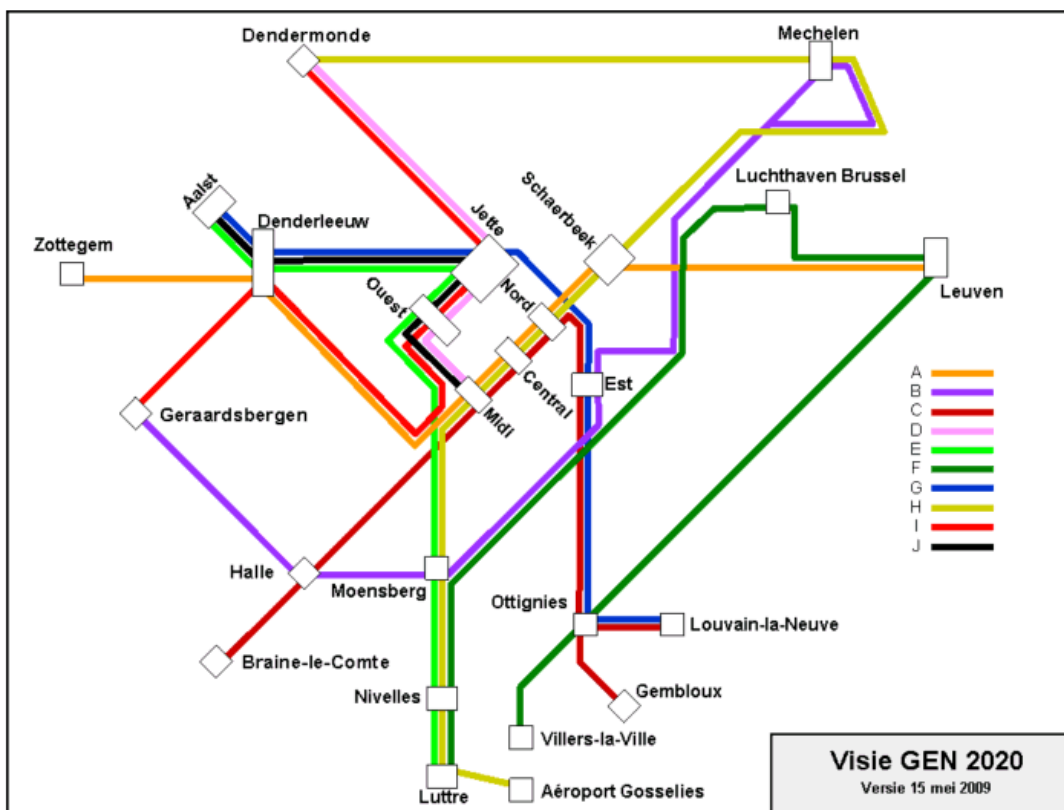 Dendermonde
Mechelen
Luchthaven Brussel
Schaerbeek
Aalst
Denderleeuw
Jette
Zottegem
Nord
Ouest
Leuven
Central
Est
Midi
Geraardsbergen
A
B
C
D
E
F
G
H
I
J
Halle
Moensberg
Ottignies
Louvain-la-Neuve
Braine-le-Comte
Nivelles
Gembloux
Villers-la-Ville
Luttre
Aéroport Gosselies
Visie GEN 2020
Versie 15 mei 2009